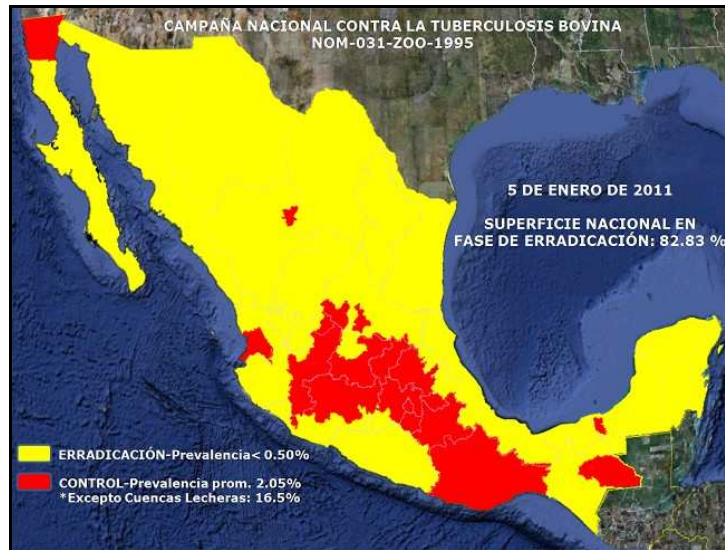 CAMPAÑA NACIONAL CONTRA LA TUBERCULOSIS BOVINA
NOM-031-ZOO-1995
5 DE ENERO DE 2011
SUPERFICIE NACIONAL EN
FASE DE ERRADICACIÓN: 82.83 %
ERRADICACIÓN-Prevalencia< 0.50%
CONTROL-Prevalencia prom. 2.05%
*Excepto Cuencas Lecheras: 16.5%